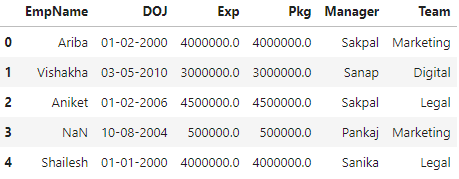 EmpName DOJ Exp Pkg Manager Team
0 Ariba 01-02-2000 4000000.0 4000000.0 Sakpal Marketing
1 Vishakha 03-05-2010 3000000.0 3000000.0 Sanap Digital
2 Aniket 01-02-2006 4500000.0 4500000.0 Sakpal Legal
3 NaN 10-08-2004 500000.0 500000.0 Pankaj Marketing
4 Shailesh 01-01-2000 4000000.0 4000000.0 Sanika Legal